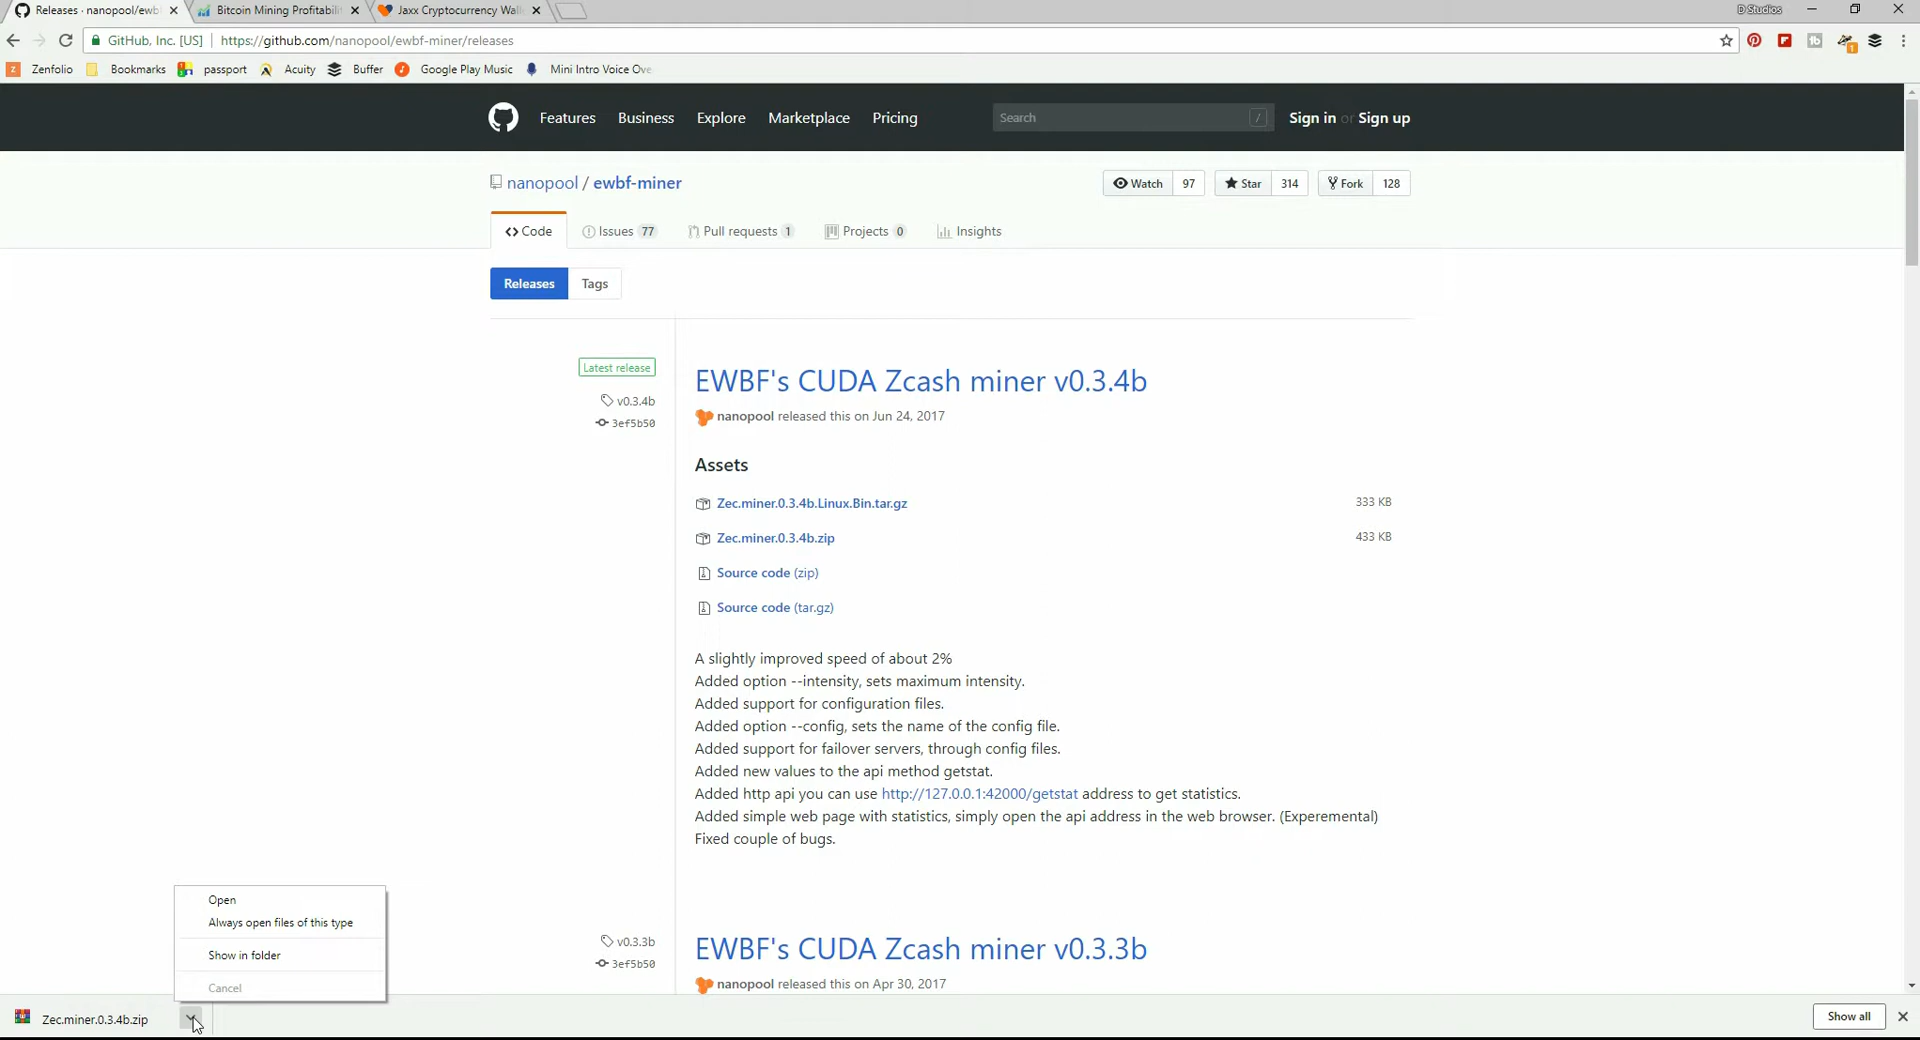 Releases · nanopool/ewb
Bitcoin Mining Profitabilit
Jaxx Cryptocurrency Wall
D Studios
GitHub, Inc. [US]
https://github.com/nanopool/ewbf-miner/releases
Zenfolio
Bookmarks
passport
Acuity
Buffer
Google Play Music
Mini Intro Voice Ove
Features
Business
Explore
Marketplace
Pricing
Search /
Sign in or Sign up
nanopool / ewbf-miner
Watch 97
Star 314
Fork 128
<> Code
Issues 77
Pull requests 1
Projects 0
Insights
Releases
Tags
Latest release
v0.3.4b
3ef5b50
EWBF's CUDA Zcash miner v0.3.4b
nanopool released this on Jun 24, 2017
Assets
Zec.miner.0.3.4b.Linux.Bin.tar.gz 333 KB
Zec.miner.0.3.4b.zip 433 KB
Source code (zip)
Source code (tar.gz)
A slightly improved speed of about 2%
Added option --intensity, sets maximum intensity.
Added support for configuration files.
Added option --config, sets the name of the config file.
Added support for failover servers, through config files.
Added new values to the api method getstat.
Added http api you can use http://127.0.0.1:42000/getstat address to get statistics.
Added simple web page with statistics, simply open the api address in the web browser. (Experemental)
Fixed couple of bugs.
v0.3.3b
3ef5b50
EWBF's CUDA Zcash miner v0.3.3b
nanopool released this on Apr 30, 2017
Open
Always open files of this type
Show in folder
Cancel
Zec.miner.0.3.4b.zip
Show all